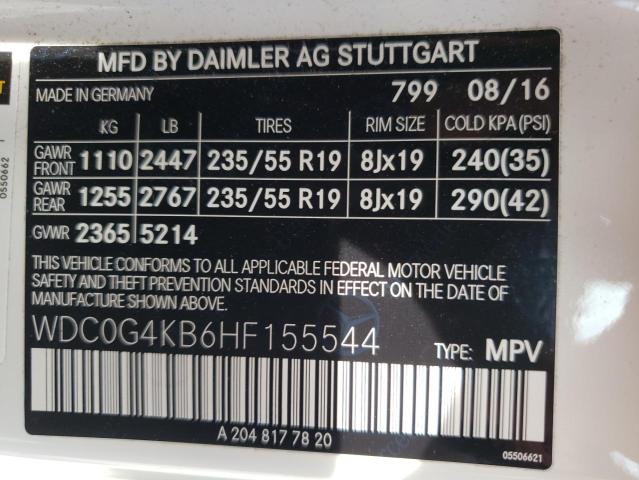 MFD BY DAIMLER AG STUTTGART
MADE IN GERMANY 799 08/16
KG LB TIRES RIM SIZE COLD KPA(PSI)
GAWR FRONT 1110 2447 235/55 R19 8Jx19 240(35)
GAWR REAR 1255 2767 235/55 R19 8Jx19 290(42)
GVWR 2365 5214
THIS VEHICLE CONFORMS TO ALL APPLICABLE FEDERAL MOTOR VEHICLE
SAFETY AND THEFT PREVENTION STANDARDS IN EFFECT ON THE DATE OF
MANUFACTURE SHOWN ABOVE.
WDC0G4KB6HF155544 TYPE: MPV
A 204 817 78 20
05506621
0550662